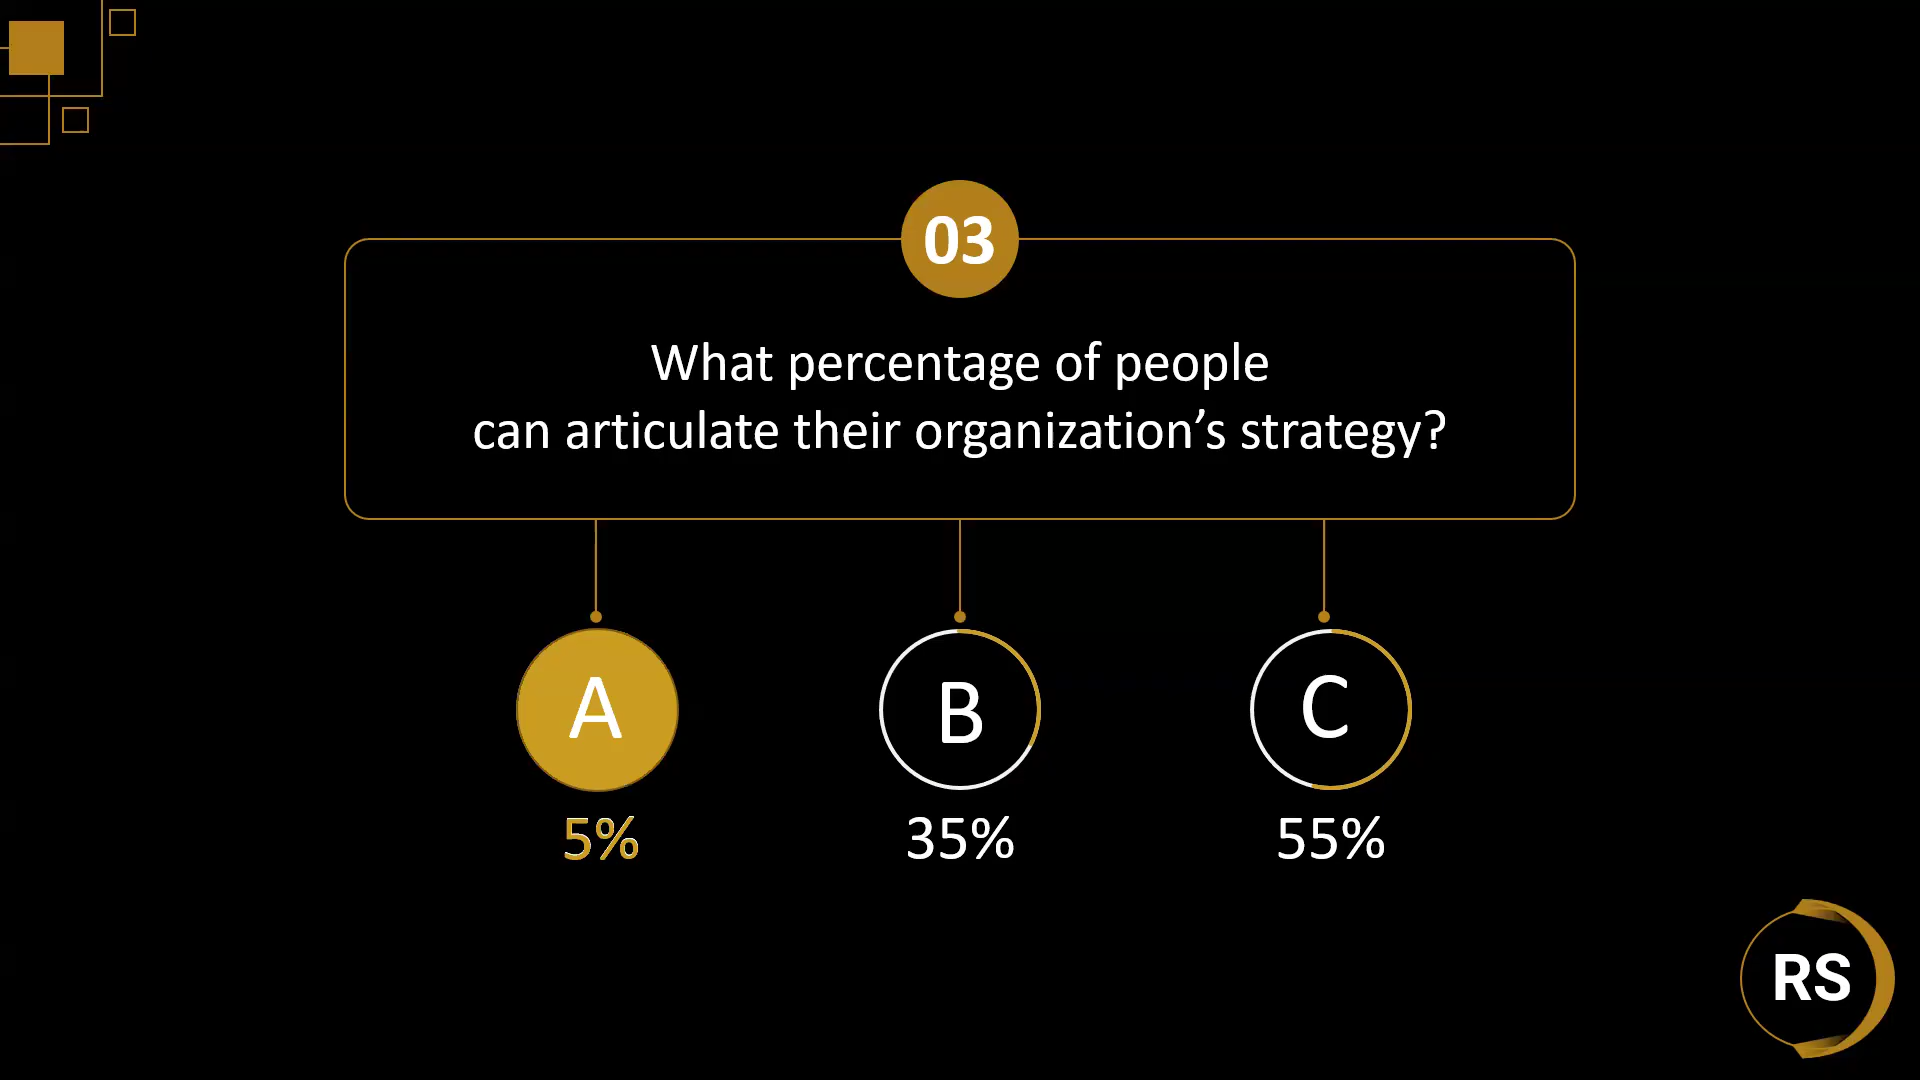 03
What percentage of people
can articulate their organization’s strategy?
A
B
C
5%
35%
55%
RS